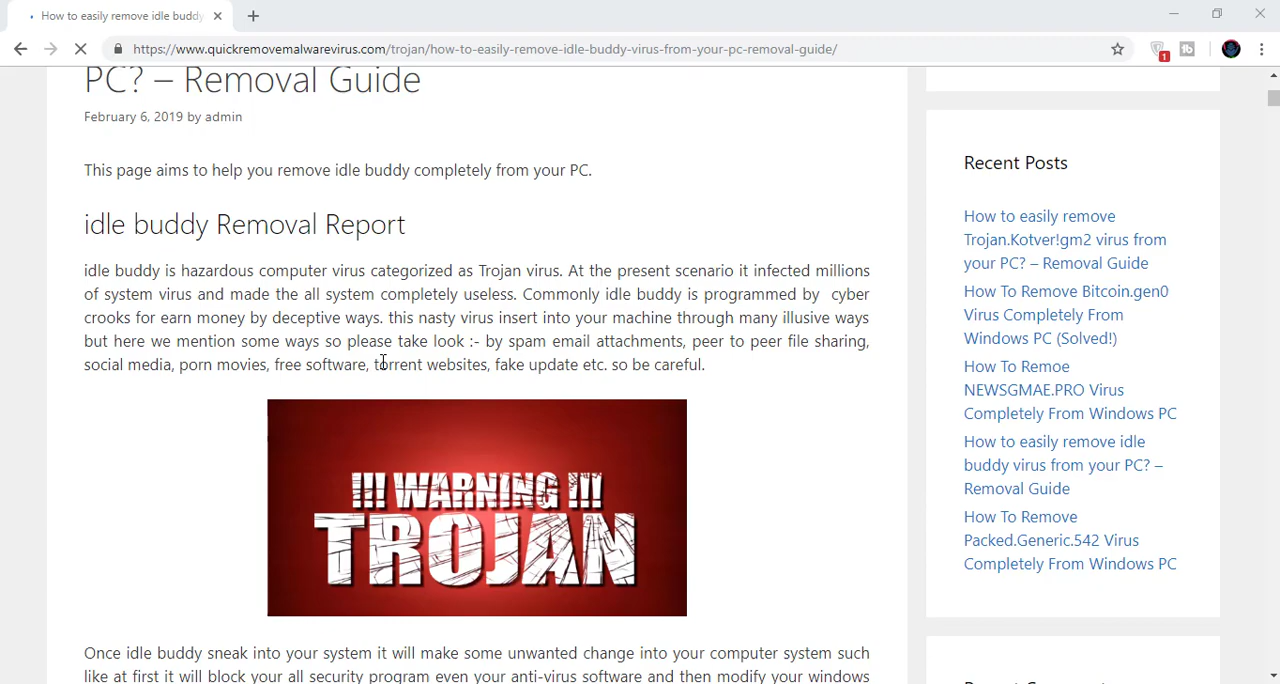 How to easily remove idle buddy
https://www.quickremovemalwarevirus.com/trojan/how-to-easily-remove-idle-buddy-virus-from-your-pc-removal-guide/
1
PC? – Removal Guide
February 6, 2019 by admin
This page aims to help you remove idle buddy completely from your PC.
idle buddy Removal Report
idle buddy is hazardous computer virus categorizd as Trojan virus. At the present scenario it infected millions
of system virus and made the all system completely useless. Commonly idle buddy is programmed by cyber
crooks for earn money by deceptive ways. this nasty virus insert into your machine through many illusive ways
but here we mention some ways so please take look :- by spam email attachments, peer to peer file sharing,
social media, porn movies, free software, torrent websites, fake update etc. so be careful.
!!! WARNING !!!
TROJAN
Once idle buddy sneak into your system it will make some unwanted change into your computer system such
like at first it will block your all security program even your anti-virus software and then modify your windows
Recent Posts
How to easily remove
Trojan.Kotver!gm2 virus from
your PC? – Removal Guide
How To Remove Bitcoin.gen0
Virus Completely From
Windows PC (Solved!)
How To Remoe
NEWSGMAE.PRO Virus
Completely From Windows PC
How to easily remove idle
buddy virus from your PC? –
Removal Guide
How To Remove
Packed.Generic.542 Virus
Completely From Windows PC